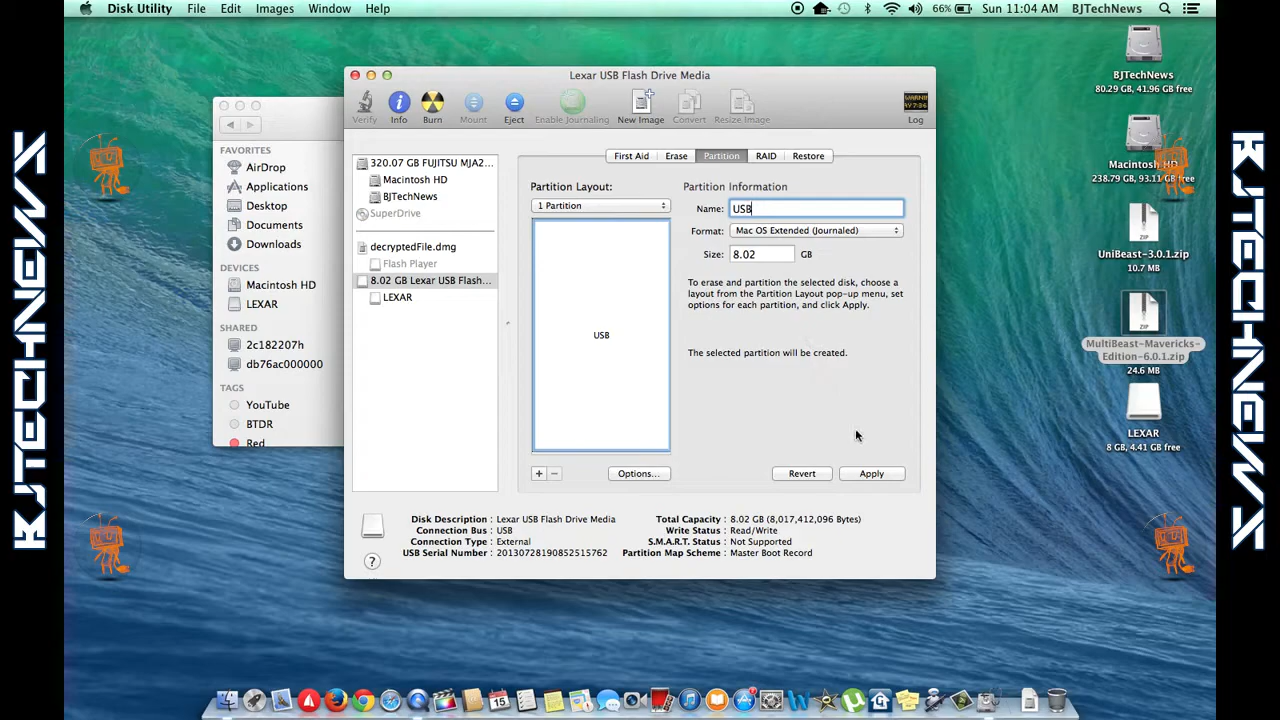 Disk Utility File Edit Images Window Help
66% Sun 11:04 AM BJTechNews
Lexar USB Flash Drive Media
Verify Info Burn Mount Eject Enable Journaling New Image Convert Resize Image Log
FAVORITES
AirDrop
Applications
Desktop
Documents
Downloads
DEVICES
Macintosh HD
LEXAR
SHARED
2c182207h
db76ac000000
TAGS
YouTube
BTDR
Red
320.07 GB FUJITSU MJA2...
Macintosh HD
BJTechNews
SuperDrive
decryptedFile.dmg
Flash Player
8.02 GB Lexar USB Flash...
LEXAR
First Aid Erase Partition RAID Restore
Partition Layout:
1 Partition
USB
+ − Options...
Partition Information
Name: USB
Format: Mac OS Extended (Journaled)
Size: 8.02 GB
To erase and partition the selected disk, choose a
layout from the Partition Layout pop-up menu, set
options for each partition, and click Apply.
The selected partition will be created.
Revert Apply
Disk Description : Lexar USB Flash Drive Media
Connection Bus : USB
Connection Type : External
USB Serial Number : 20130728190852515762
Total Capacity : 8.02 GB (8,017,412,096 Bytes)
Write Status : Read/Write
S.M.A.R.T. Status : Not Supported
Partition Map Scheme : Master Boot Record
?
BJTechNews
80.29 GB, 41.96 GB free
Macintosh HD
238.79 GB, 93.11 GB free
ZIP
UniBeast-3.0.1.zip
10.7 MB
ZIP
MultiBeast-Mavericks-
Edition-6.0.1.zip
24.6 MB
LEXAR
8 GB, 4.41 GB free
BJTECHNEWS
BJTECHNEWS